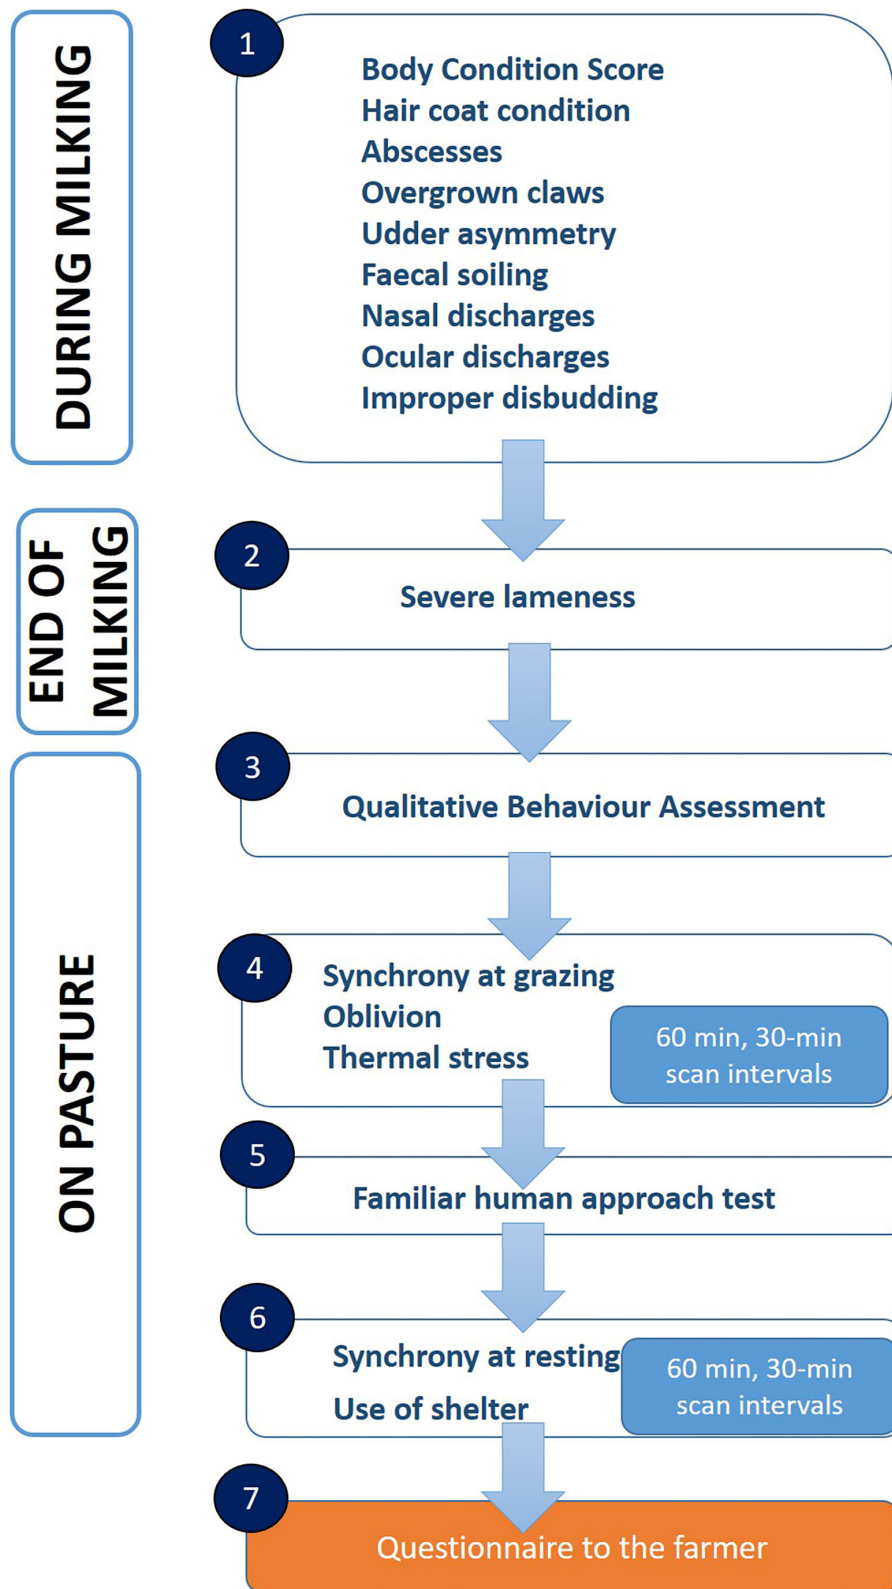 DURING MILKING
1
Body Condition Score
Hair coat condition
Abscesses
Overgrown claws
Udder asymmetry
Faecal soiling
Nasal discharges
Ocular discharges
Improper disbudding
END OF
MILKING
2
Severe lameness
ON PASTURE
3
Qualitative Behaviour Assessment
4
Synchrony at grazing
Oblivion
Thermal stress
60 min, 30-min
scan intervals
5
Familiar human approach test
6
Synchrony at resting
Use of shelter
60 min, 30-min
scan intervals
7
Questionnaire to the farmer